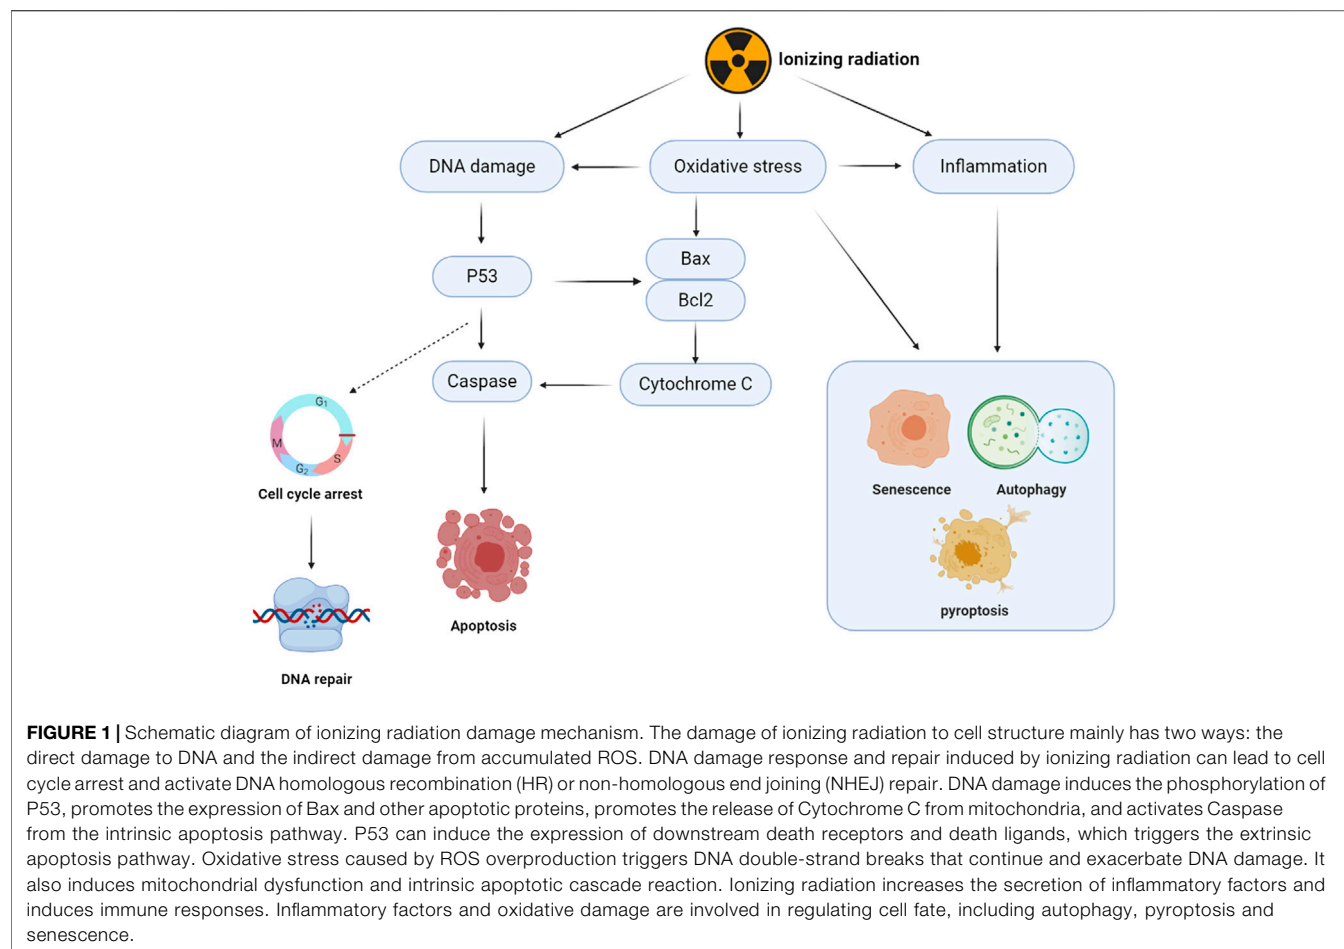 Ionizing radiation
DNA damage
Oxidative stress
Inflammation
P53
Bax
Bcl2
Caspase
Cytochrome C
G1
M
S
G2
Cell cycle arrest
Senescence
Autophagy
pyroptosis
Apoptosis
DNA repair
FIGURE 1 | Schematic diagram of ionizing radiation damage mechanism. The damage of ionizing radiation to cell structure mainly has two ways: the
direct damage to DNA and the indirect damage from accumulated ROS. DNA damage response and repair induced by ionizing radiation can lead to cell
cycle arrest and activate DNA homologous recombination (HR) or non-homologous end joining (NHEJ) repair. DNA damage induces the phosphorylation of
P53, promotes the expression of Bax and other apoptotic proteins, promotes the release of Cytochrome C from mitochondria, and activates Caspase
from the intrinsic apoptosis pathway. P53 can induce the expression of downstream death receptors and death ligands, which triggers the extrinsic
apoptosis pathway. Oxidative stress caused by ROS overproduction triggers DNA double-strand breaks that continue and exacerbate DNA damage. It
also induces mitochondrial dysfunction and intrinsic apoptotic cascade reaction. Ionizing radiation increases the secretion of inflammatory factors and
induces immune responses. Inflammatory factors and oxidative damage are involved in regulating cell fate, including autophagy, pyroptosis and
senescence.